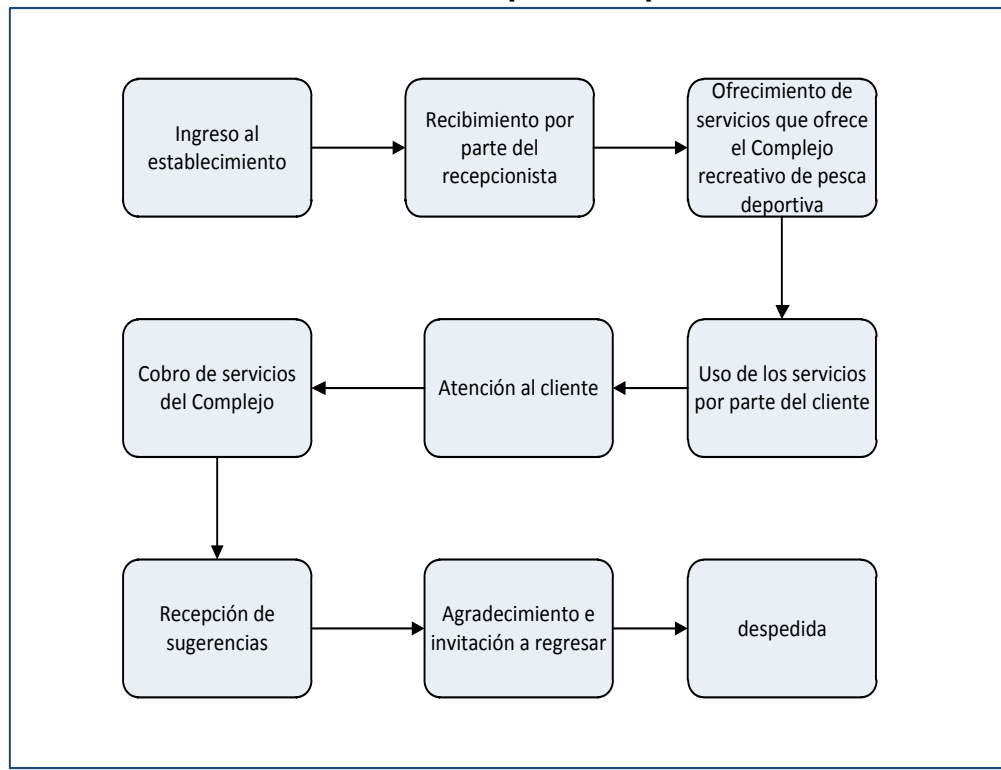 Ingreso al
establecimiento
Recibimiento por
parte del
recepcionista
Ofrecimiento de
servicios que ofrece
el Complejo
recreativo de pesca
deportiva
Uso de los servicios
por parte del cliente
Atención al cliente
Cobro de servicios
del Complejo
Recepción de
sugerencias
Agradecimiento e
invitación a regresar
despedida